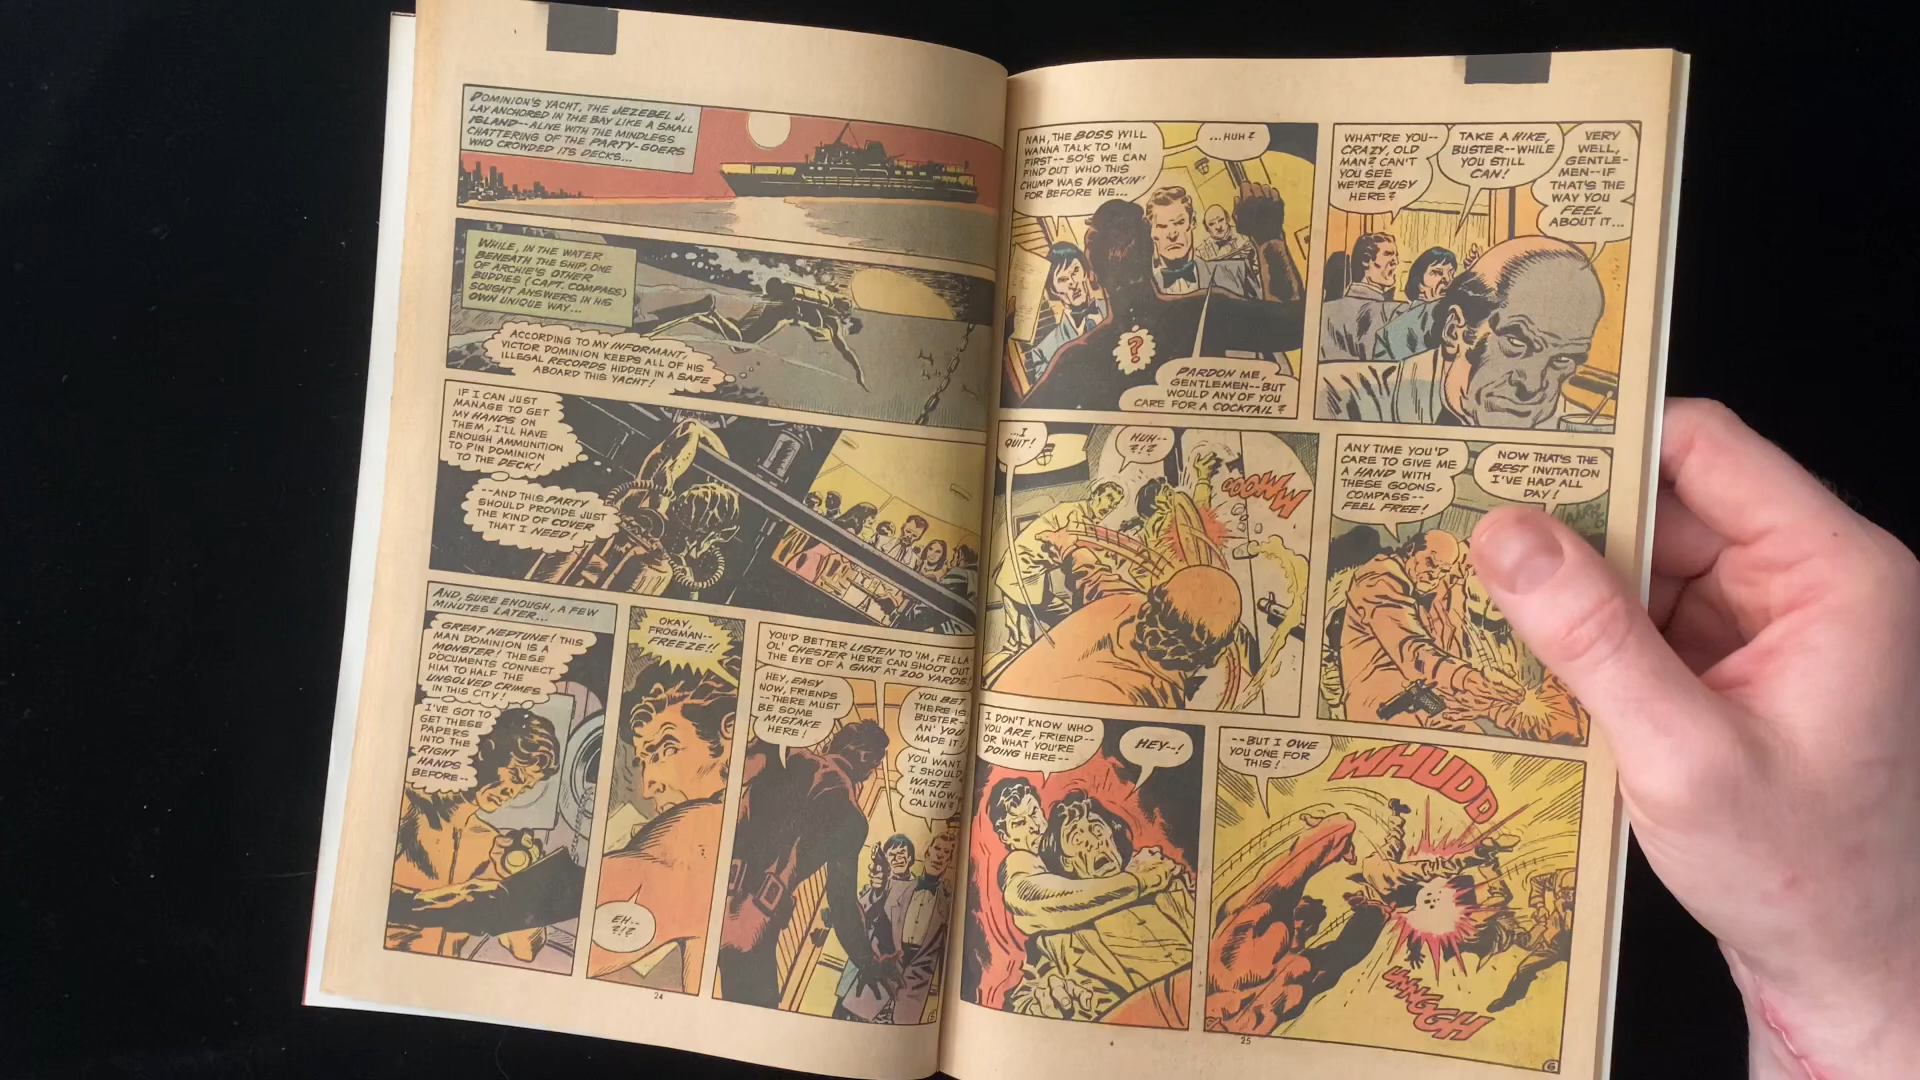 DOMINION'S YACHT, THE JEZEBEL J,
LAY ANCHORED IN THE BAY LIKE A SMALL
ISLAND--ALIVE WITH THE MINDLESS
CHATTERING OF THE PARTY-GOERS
WHO CROWDED ITS DECKS...
WHILE, IN THE WATER
BENEATH THE SHIP, ONE
OF ARCHIE'S OTHER
BUDDIES (CAPT. COMPASS)
SOUGHT ANSWERS IN HIS
OWN UNIQUE WAY...
ACCORDING TO MY INFORMANT,
VICTOR DOMINION KEEPS ALL OF HIS
ILLEGAL RECORDS HIDDEN IN A SAFE
ABOARD THIS YACHT!
IF I CAN JUST
MANAGE TO GET
MY HANDS ON
THEM, I'LL HAVE
ENOUGH AMMUNITION
TO PIN DOMINION
TO THE DECK!
--AND THIS PARTY
SHOULD PROVIDE JUST
THE KIND OF COVER
THAT I NEED!
AND, SURE ENOUGH, A FEW
MINUTES LATER...
GREAT NEPTUNE! THIS
MAN DOMINION IS A
MONSTER! THESE
DOCUMENTS CONNECT
HIM TO HALF THE
UNSOLVED CRIMES
IN THIS CITY!
I'VE GOT TO
GET THESE
PAPERS
INTO THE
RIGHT
HANDS
BEFORE--
OKAY,
FROGMAN--
FREEZE!!
EH--
?!?
YOU'D BETTER LISTEN TO 'IM, FELLA--
OL' CHESTER HERE CAN SHOOT OUT
THE EYE OF A GNAT AT 200 YARDS!
HEY, EASY
NOW, FRIENDS
--THERE MUST
BE SOME
MISTAKE
HERE!
YOU BET
THERE IS,
BUSTER--
AN' YOU
MADE IT!
YOU WANT
I SHOULD
WASTE
'IM NOW,
CALVIN?
24
5
NAH, THE BOSS WILL
WANNA TALK TO 'IM
FIRST--SO'S WE CAN
FIND OUT WHO THIS
CHUMP WAS WORKIN'
FOR BEFORE WE...
...HUH?
?
PARDON ME,
GENTLEMEN--BUT
WOULD ANY OF YOU
CARE FOR A COCKTAIL?
WHAT'RE YOU--
CRAZY, OLD
MAN? CAN'T
YOU SEE
WE'RE BUSY
HERE?
TAKE A HIKE,
BUSTER--WHILE
YOU STILL
CAN!
VERY
WELL,
GENTLE-
MEN--IF
THAT'S THE
WAY YOU
FEEL
ABOUT IT...
...I
QUIT!
HUH--
?!?
OOOWW
ANY TIME YOU'D
CARE TO GIVE ME
A HAND WITH
THESE GOONS,
COMPASS--
FEEL FREE!
NOW THAT'S THE
BEST INVITATION
I'VE HAD ALL
DAY!
I DON'T KNOW WHO
YOU ARE, FRIEND--
OR WHAT YOU'RE
DOING HERE--
HEY--!
--BUT I OWE
YOU ONE FOR
THIS!
WHUDD
UNNGGH
25
6